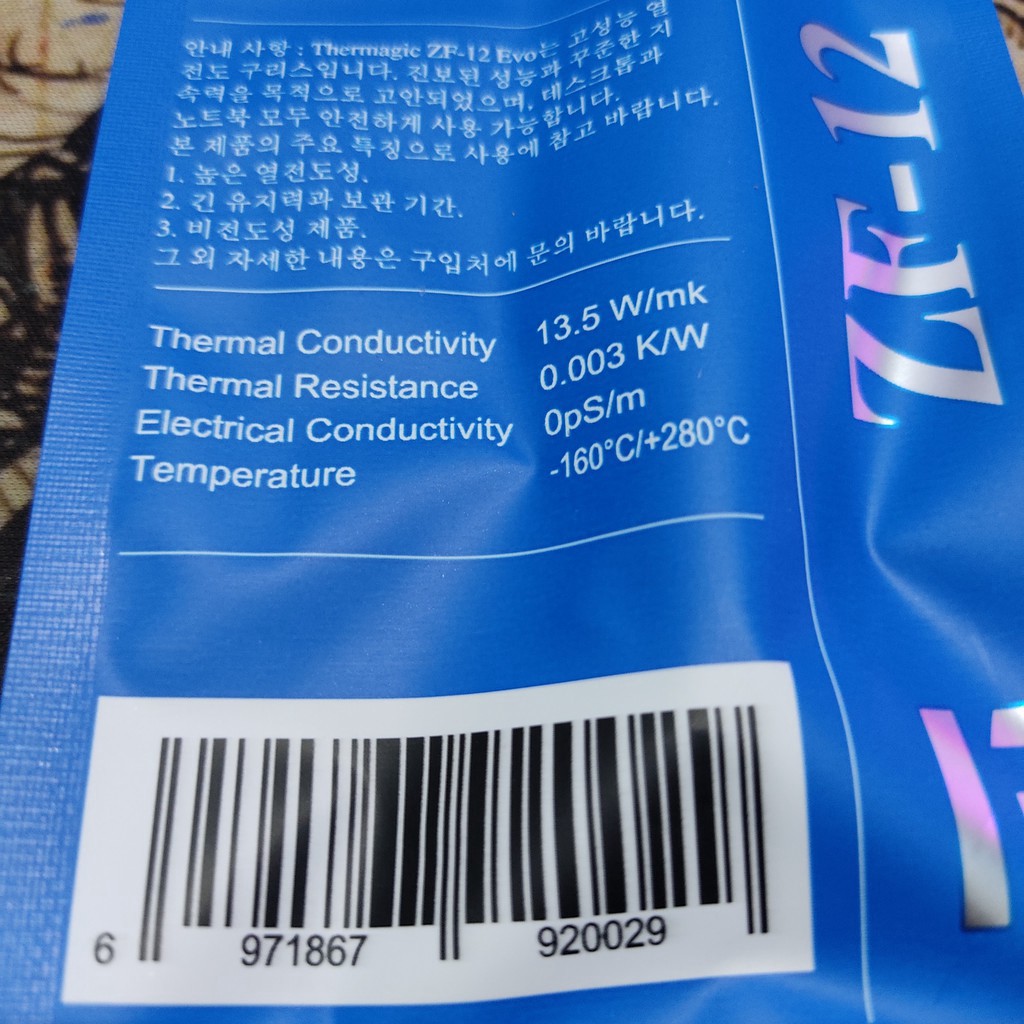 안내 사항 : Thermagic ZF-12 Evo는 고성능 열
전도 구리스입니다. 진보된 성능과 꾸준한 지
속력을 목적으로 고안되었으며, 데스크톱과
노트북 모두 안전하게 사용 가능합니다.
본 제품의 주요 특징으로 사용에 참고 바랍니다.
1. 높은 열전도성.
2. 긴 유지력과 보관 기간.
3. 비전도성 제품.
그 외 자세한 내용은 구입처에 문의 바랍니다.
Thermal Conductivity 13.5 W/mk
Thermal Resistance 0.003 K/W
Electrical Conductivity 0pS/m
Temperature -160°C/+280°C
6 971867 920029
ZF-12